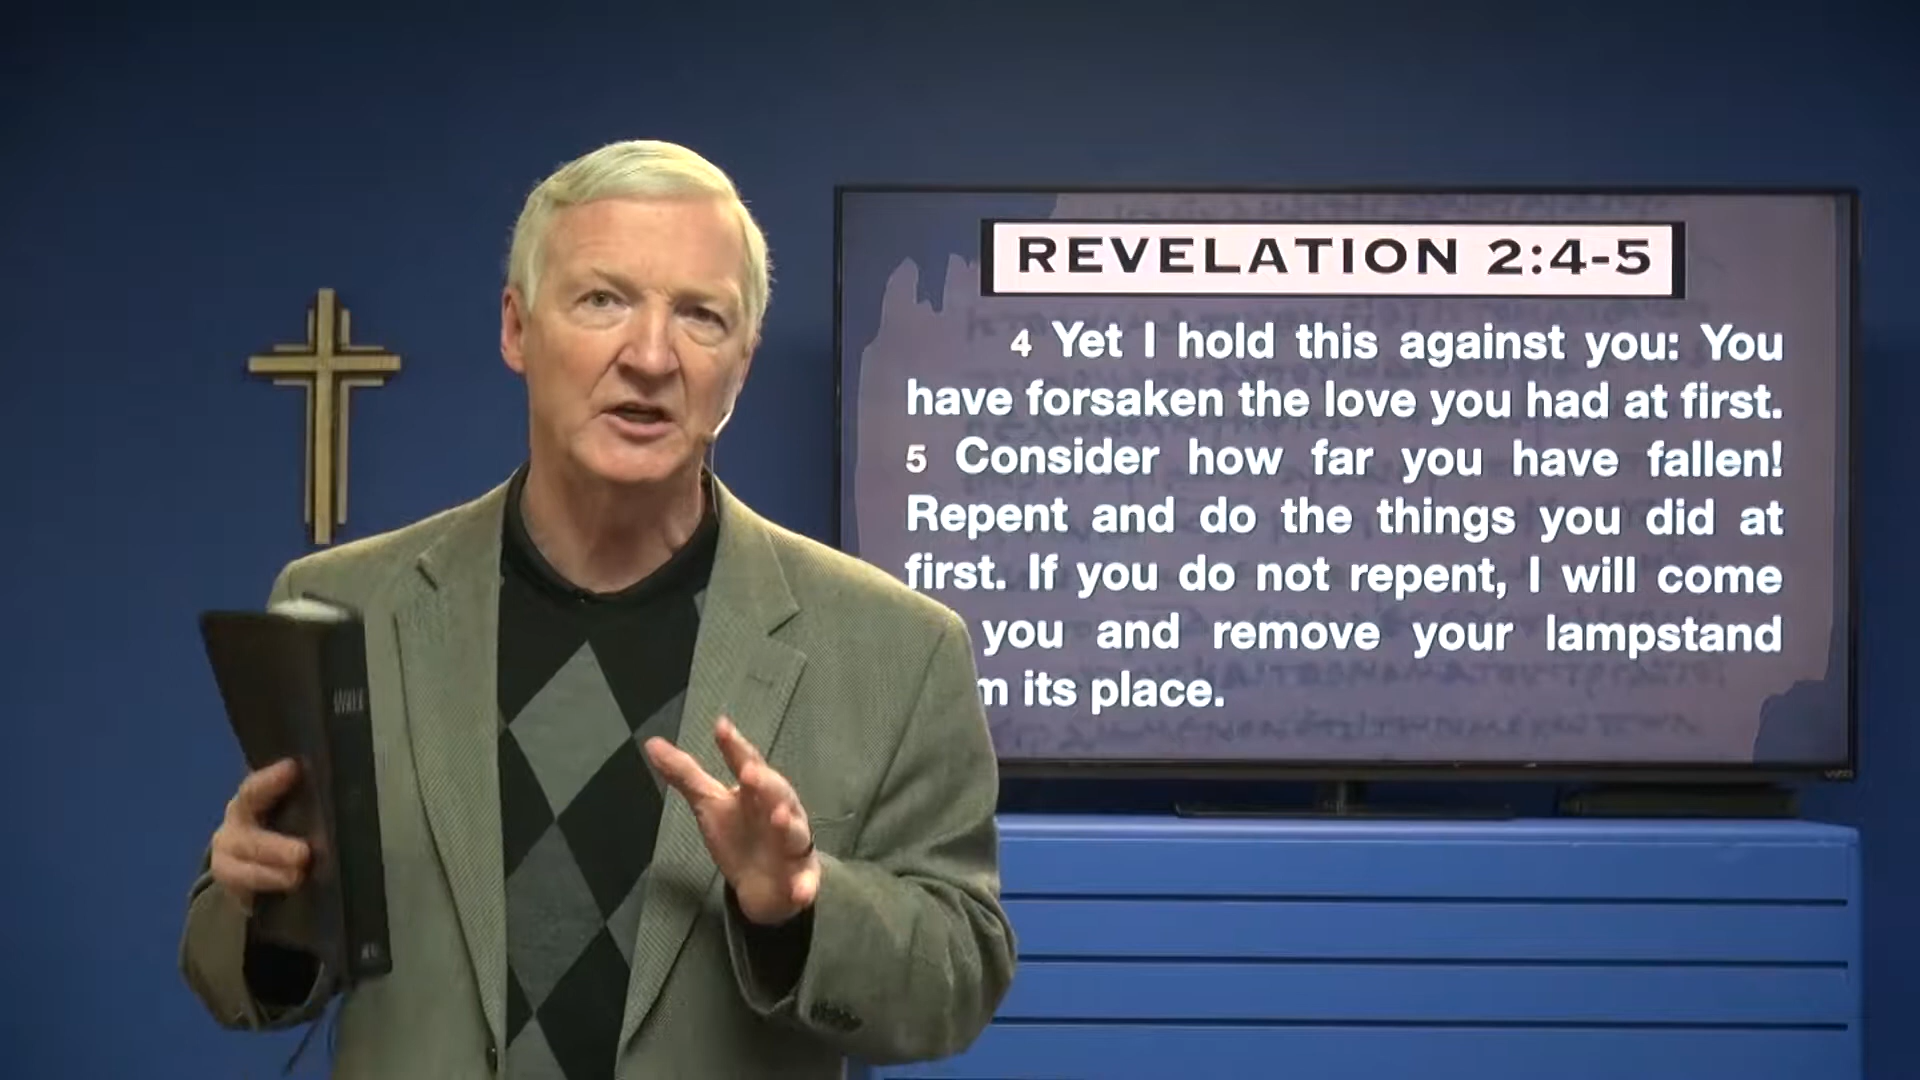 REVELATION 2:4-5
4 Yet I hold this against you: You
have forsaken the love you had at first.
5 Consider how far you have fallen!
Repent and do the things you did at
first. If you do not repent, I will come
you and remove your lampstand
m its place.